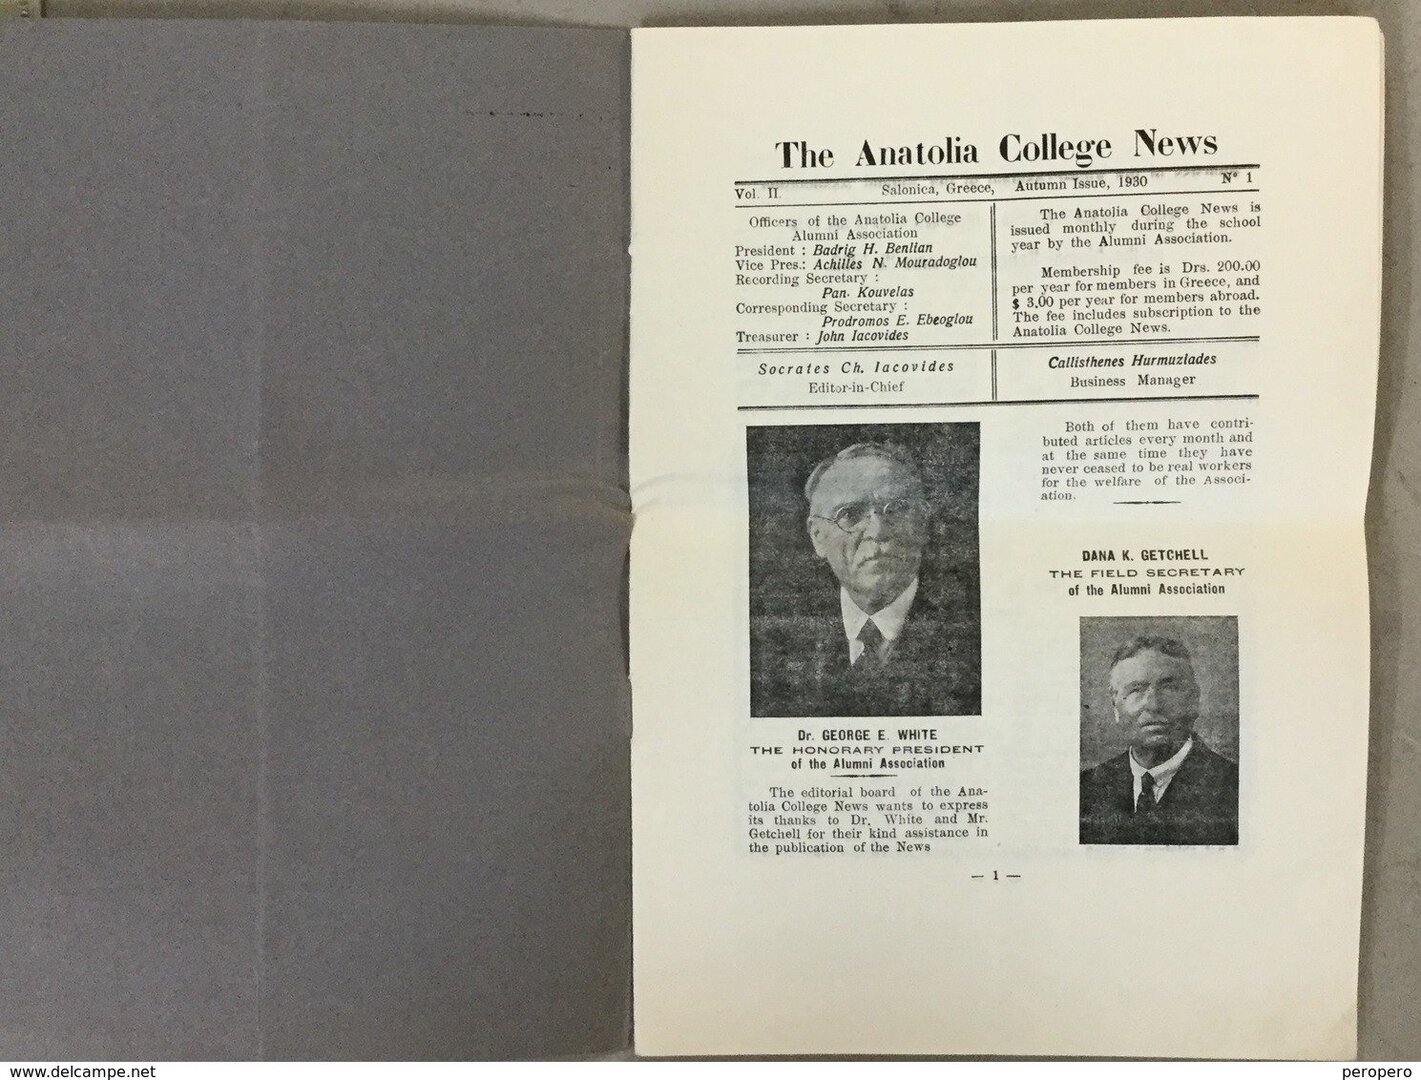 The Anatolia College News
Vol. II. Salonica, Greece, Autumn Issue, 1930 N° 1
Officers of the Anatolia College
Alumni Association
President : Badrig H. Benlian
Vice Pres.: Achilles N. Mouradoglou
Recording Secretary :
Pan. Kouvelas
Corresponding Secretary :
Prodromos E. Ebeoglou
Treasurer : John Iacovides
The Anatolia College News is
issued monthly during the school
year by the Alumni Association.
Membership fee is Drs. 200.00
per year for members in Greece, and
$ 3,00 per year for members abroad.
The fee includes subscription to the
Anatolia College News.
Socrates Ch. Iacovides
Editor-in-Chief
Callisthenes Hurmuziades
Business Manager
Dr. GEORGE E. WHITE
THE HONORARY PRESIDENT
of the Alumni Association
The editorial board of the Ana-
tolia College News wants to express
its thanks to Dr. White and Mr.
Getchell for their kind assistance in
the publication of the News
Both of them have contri-
buted articles every month and
at the same time they have
never ceased to be real workers
for the welfare of the Associ-
ation.
DANA K. GETCHELL
THE FIELD SECRETARY
of the Alumni Association
— 1 —
www.delcampe.net
peropero